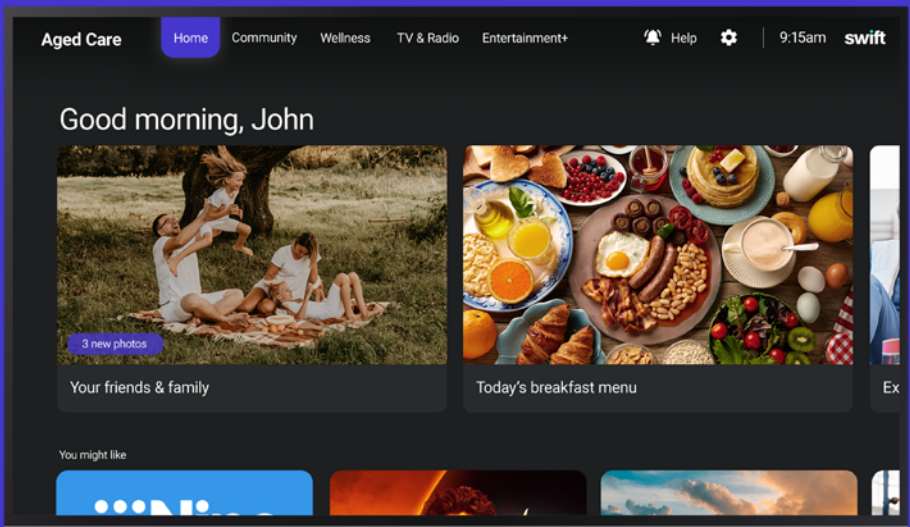 Aged Care
Home
Community
Wellness
TV & Radio
Entertainment+
Help
9:15am
swift
Good morning, John
3 new photos
Your friends & family
Today's breakfast menu
Ex
You might like